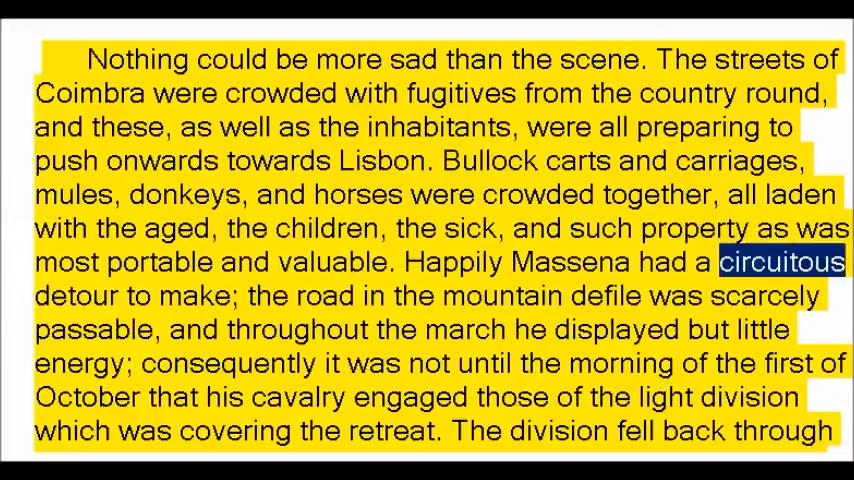 Nothing could be more sad than the scene. The streets of
Coimbra were crowded with fugitives from the country round,
and these, as well as the inhabitants, were all preparing to
push onwards towards Lisbon. Bullock carts and carriages,
mules, donkeys, and horses were crowded together, all laden
with the aged, the children, the sick, and such property as was
most portable and valuable. Happily Massena had a circuitous
detour to make; the road in the mountain defile was scarcely
passable, and throughout the march he displayed but little
energy; consequently it was not until the morning of the first of
October that his cavalry engaged those of the light division
which was covering the retreat. The division fell back through